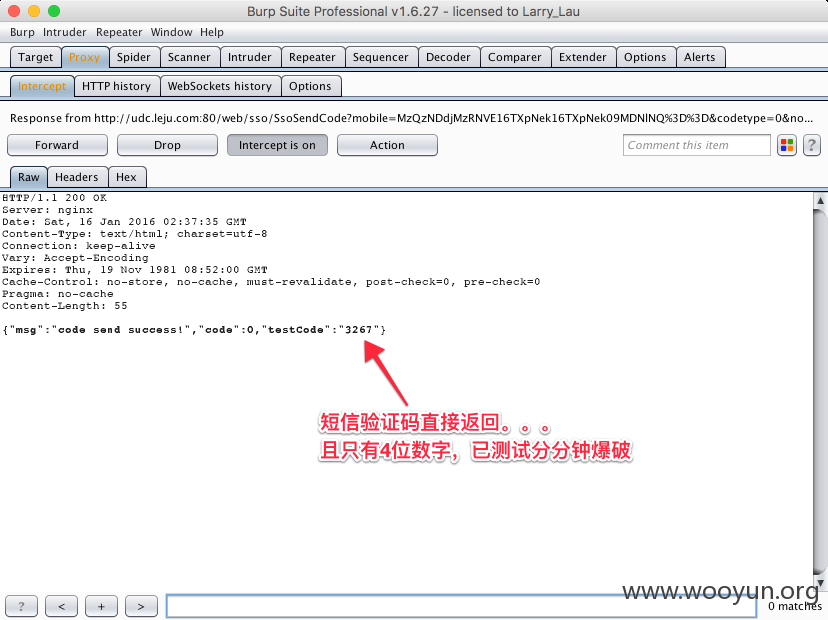 Burp Suite Professional v1.6.27 - licensed to Larry_Lau
Burp Intruder Repeater Window Help
Target Proxy Spider Scanner Intruder Repeater Sequencer Decoder Comparer Extender Options Alerts
Intercept HTTP history WebSockets history Options
Response from http://udc.leju.com:80/web/sso/SsoSendCode?mobile=MzQzNDdjMzRNVE16TXpNek16TXpNek09MDNlNQ%3D%3D&codetype=0&no...
Forward Drop Intercept is on Action Comment this item ?
Raw Headers Hex
HTTP/1.1 200 OK
Server: nginx
Date: Sat, 16 Jan 2016 02:37:35 GMT
Content-Type: text/html; charset=utf-8
Connection: keep-alive
Vary: Accept-Encoding
Expires: Thu, 19 Nov 1981 08:52:00 GMT
Cache-Control: no-store, no-cache, must-revalidate, post-check=0, pre-check=0
Pragma: no-cache
Content-Length: 55
{"msg":"code send success!","code":0,"testCode":"3267"}
短信验证码直接返回。。。
且只有4位数字，已测试分分钟爆破
www.wooyun.org
? < + > 0 matches